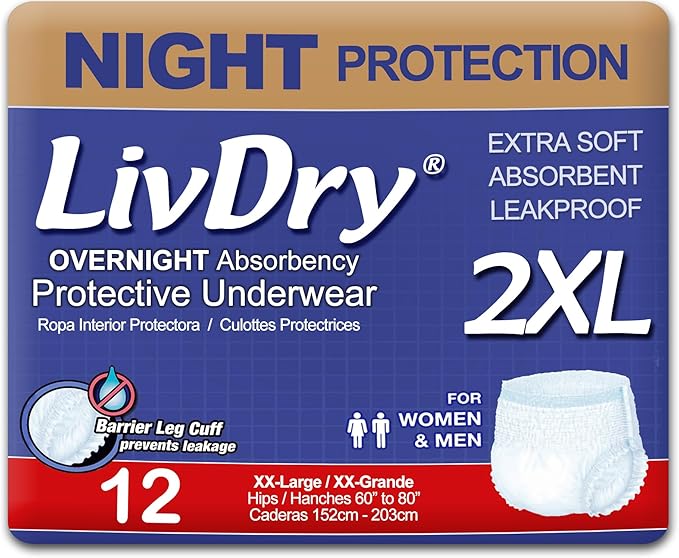 NIGHT PROTECTION
LivDry®
EXTRA SOFT
ABSORBENT
LEAKPROOF
OVERNIGHT Absorbency
Protective Underwear
Ropa Interior Protectora / Culottes Protectrices
2XL
Barrier Leg Cuff
prevents leakage
FOR
WOMEN
& MEN
12
XX-Large / XX-Grande
Hips / Hanches 60” to 80”
Caderas 152cm - 203cm